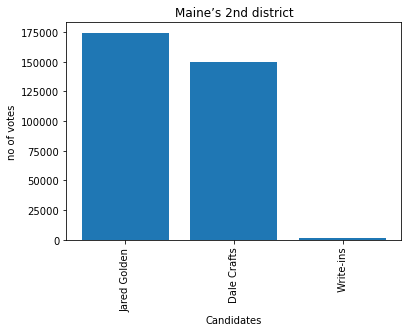 Maine’s 2nd district
no of votes
175000
150000
125000
100000
75000
50000
25000
0
Jared Golden
Dale Crafts
Write-ins
Candidates